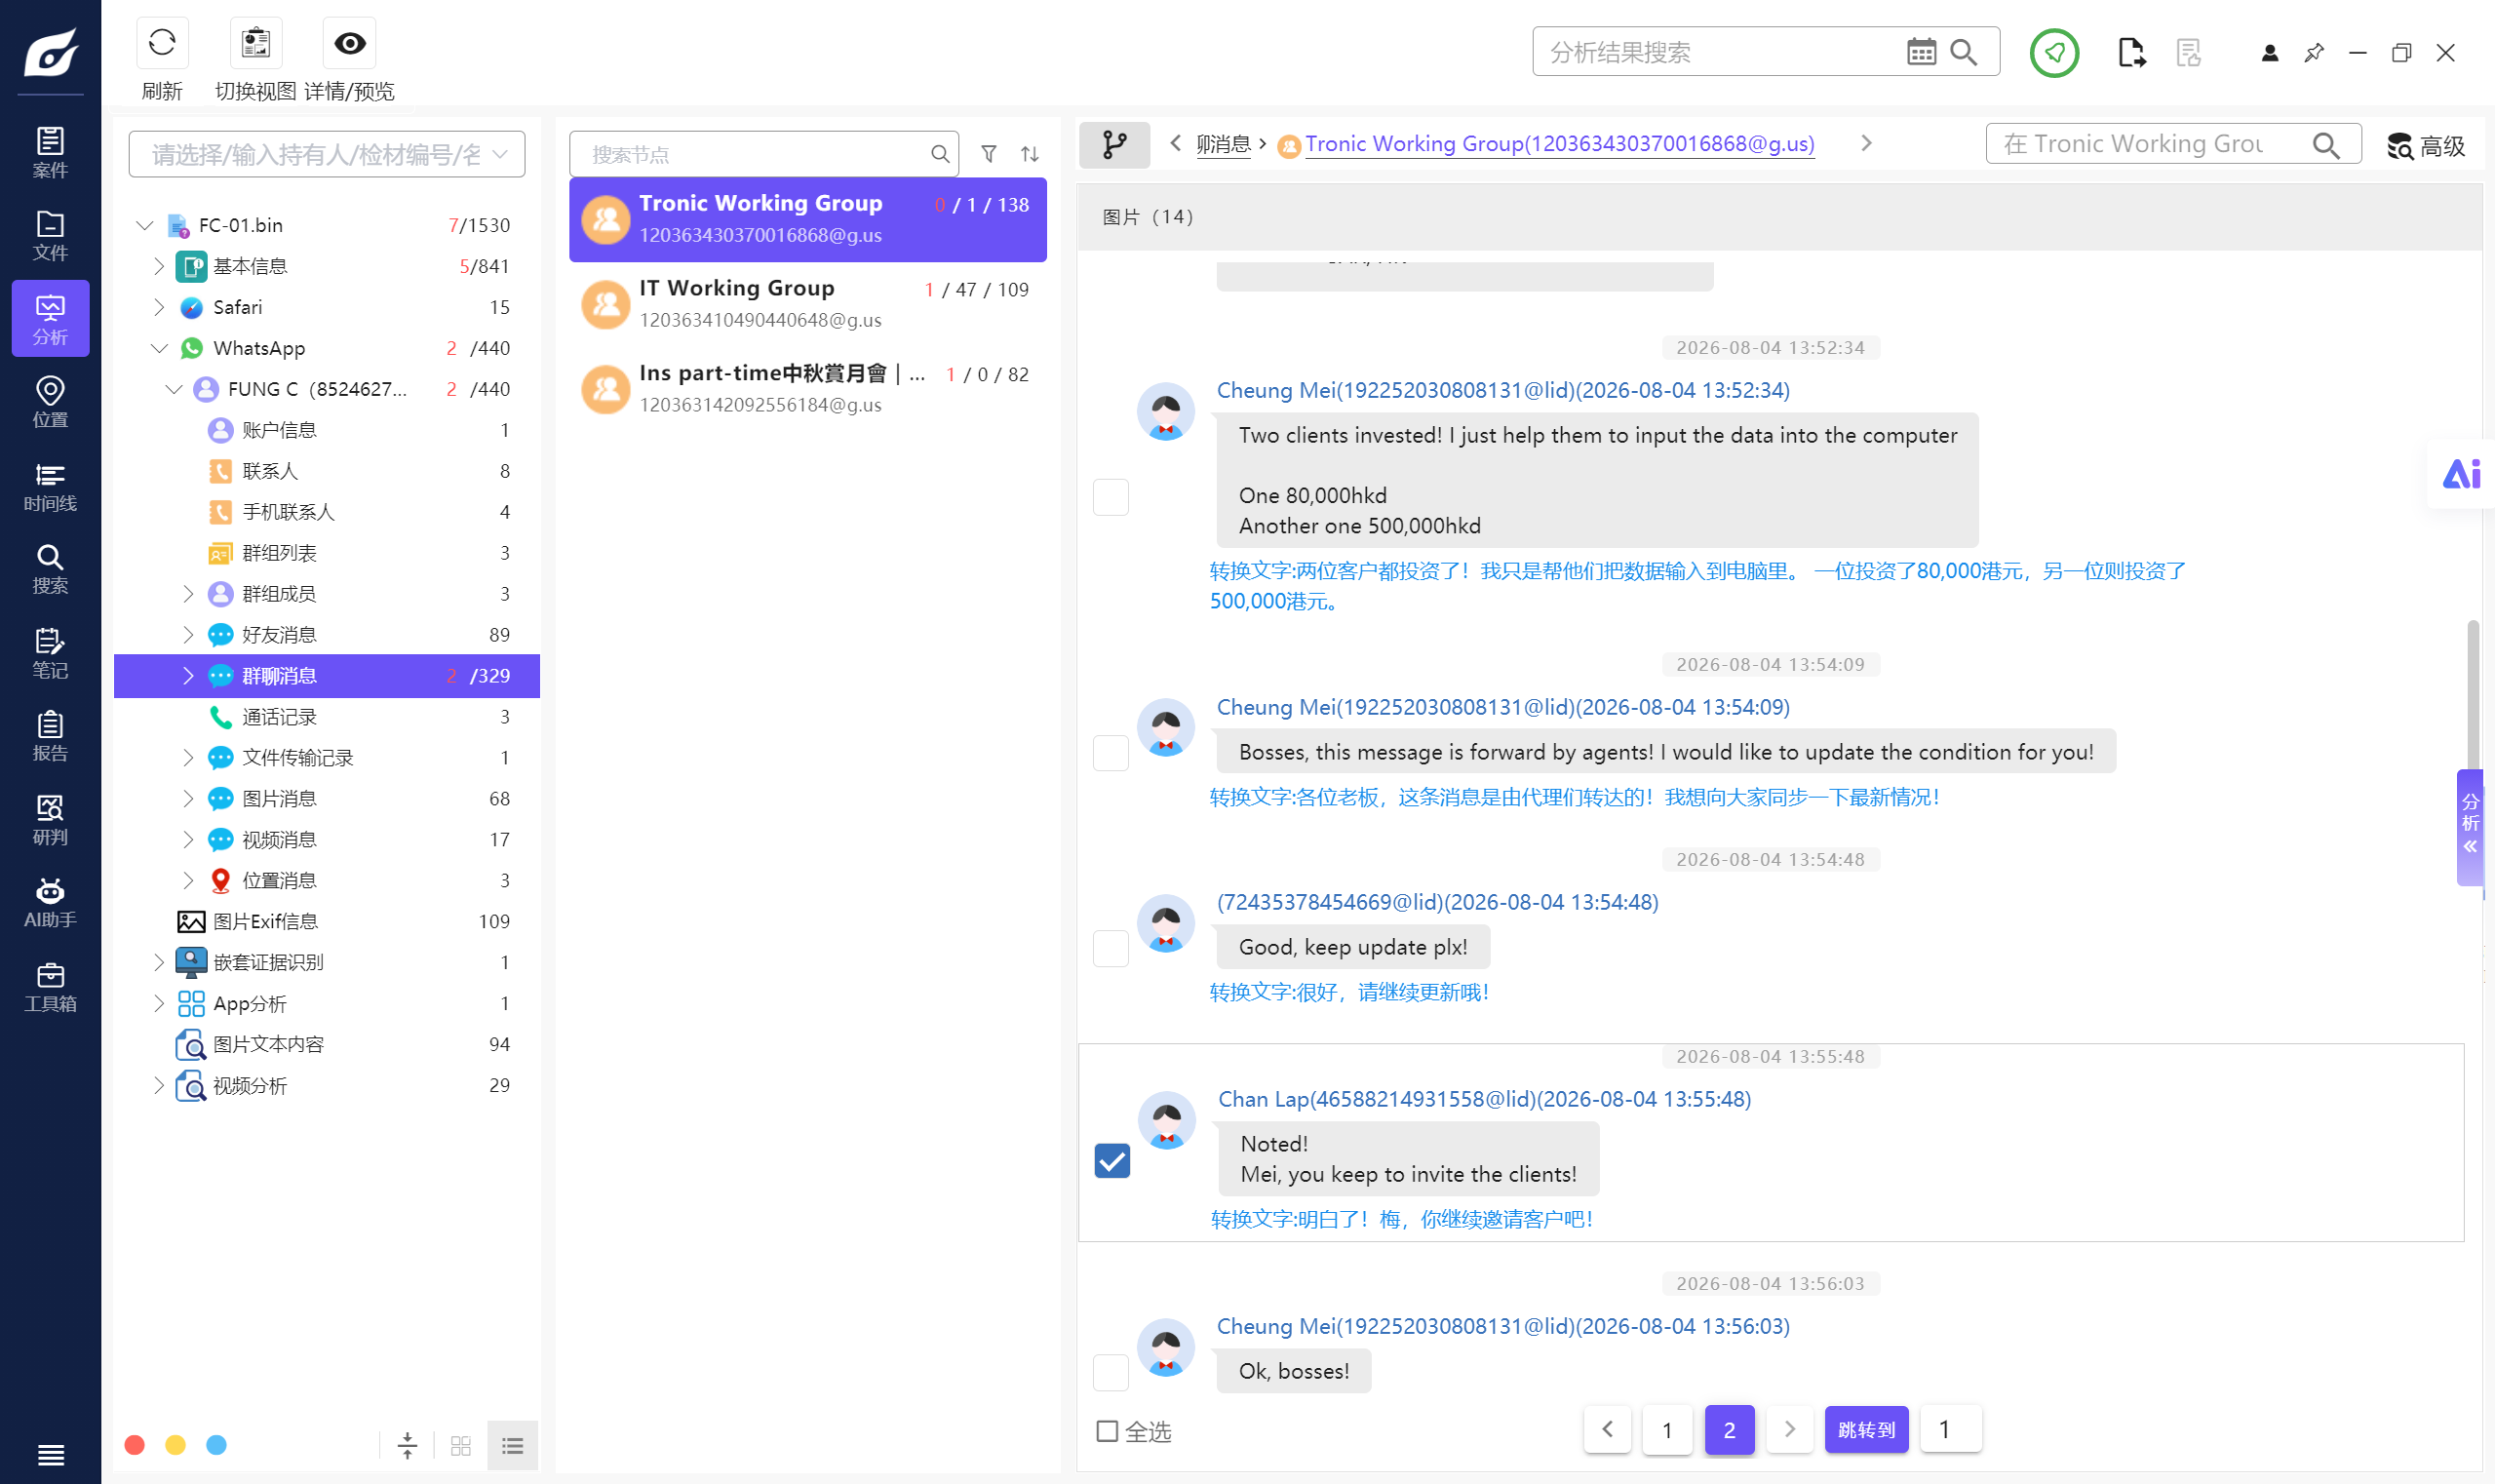 刷新
切换视图
详情/预览
分析结果搜索
案件
文件
分析
位置
时间线
搜索
笔记
报告
研判
AI助手
工具箱
请选择/输入持有人/检材编号/名
FC-01.bin 7/1530
基本信息 5/841
Safari 15
WhatsApp 2 /440
FUNG C（8524627... 2 /440
账户信息 1
联系人 8
手机联系人 4
群组列表 3
群组成员 3
好友消息 89
群聊消息 2 /329
通话记录 3
文件传输记录 1
图片消息 68
视频消息 17
位置消息 3
图片Exif信息 109
嵌套证据识别 1
App分析 1
图片文本内容 94
视频分析 29
搜索节点
Tronic Working Group 0 / 1 / 138
120363430370016868@g.us
IT Working Group 1 / 47 / 109
120363410490440648@g.us
Ins part-time中秋賞月會 | ... 1 / 0 / 82
120363142092556184@g.us
聊消息 Tronic Working Group(120363430370016868@g.us)
在 Tronic Working Grou
高级
图片（14）
2026-08-04 13:52:34
Cheung Mei(192252030808131@lid)(2026-08-04 13:52:34)
Two clients invested! I just help them to input the data into the computer
One 80,000hkd
Another one 500,000hkd
转换文字:两位客户都投资了！我只是帮他们把数据输入到电脑里。 一位投资了80,000港元，另一位则投资了
500,000港元。
2026-08-04 13:54:09
Cheung Mei(192252030808131@lid)(2026-08-04 13:54:09)
Bosses, this message is forward by agents! I would like to update the condition for you!
转换文字:各位老板，这条消息是由代理们转达的！我想向大家同步一下最新情况！
2026-08-04 13:54:48
(72435378454669@lid)(2026-08-04 13:54:48)
Good, keep update plx!
转换文字:很好，请继续更新哦！
2026-08-04 13:55:48
Chan Lap(46588214931558@lid)(2026-08-04 13:55:48)
Noted!
Mei, you keep to invite the clients!
转换文字:明白了！梅，你继续邀请客户吧！
2026-08-04 13:56:03
Cheung Mei(192252030808131@lid)(2026-08-04 13:56:03)
Ok, bosses!
全选
1
2
跳转到
1
Ai
分析